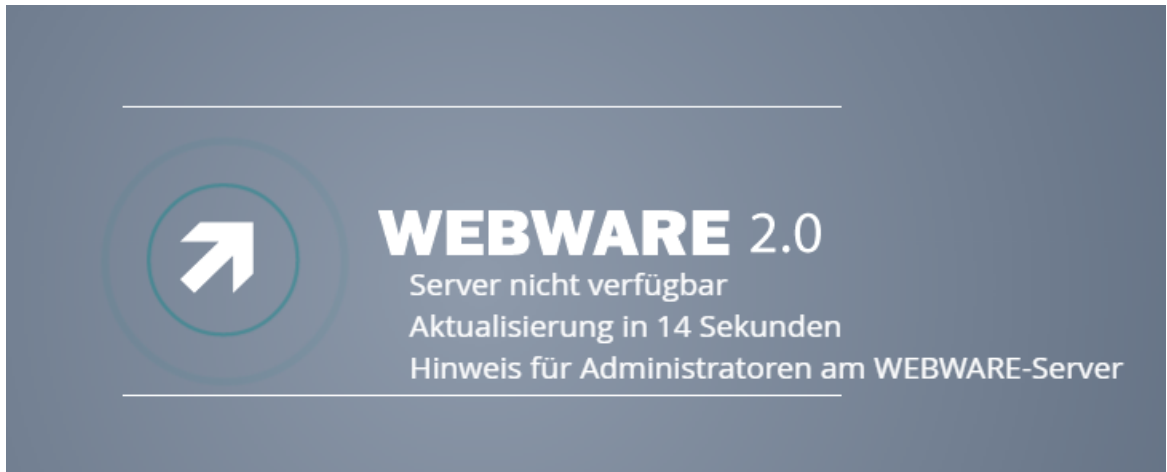 WEBWARE 2.0
Server nicht verfügbar
Aktualisierung in 14 Sekunden
Hinweis für Administratoren am WEBWARE-Server